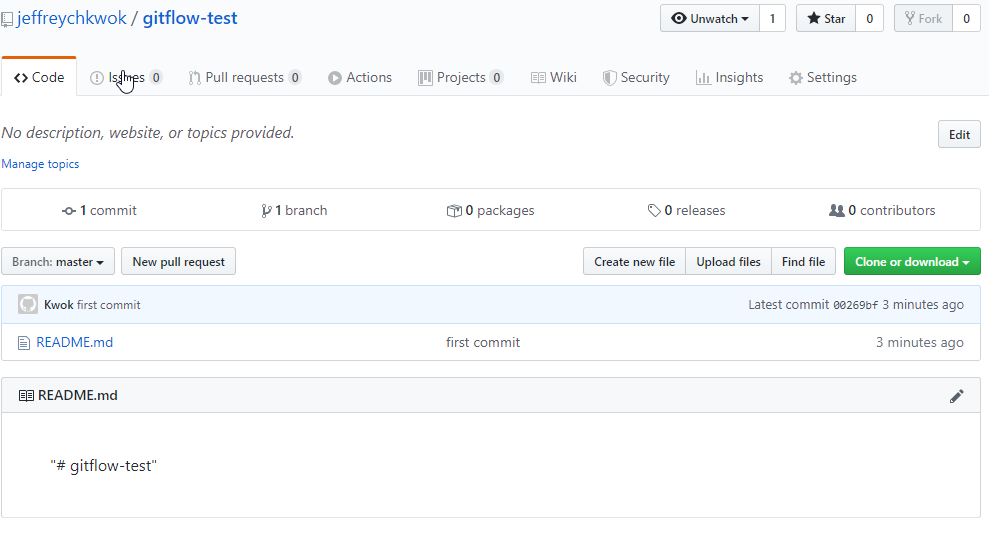 jeffreychkwok / gitflow-test
Unwatch 1 Star 0 Fork 0
Code Issues 0 Pull requests 0 Actions Projects 0 Wiki Security Insights Settings
No description, website, or topics provided.
Edit
Manage topics
1 commit 1 branch 0 packages 0 releases 0 contributors
Branch: master New pull request Create new file Upload files Find file Clone or download
Kwok first commit Latest commit 00269bf 3 minutes ago
README.md first commit 3 minutes ago
README.md
"# gitflow-test"